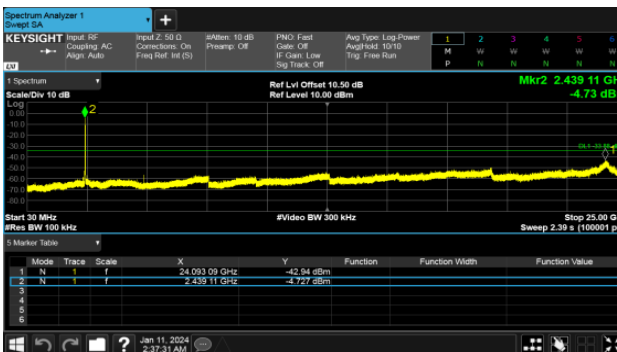 Spectrum Analyzer 1
Swept SA
+
KEYSIGHT Input: RF Input Z: 50 Ω #Atten: 10 dB PNO: Fast Avg Type: Log-Power 1 2 3 4 5 6
Coupling: AC Corrections: On Preamp: Off Gate: Off Avg|Hold: 10/10 M W W W W W
Align: Auto Freq Ref: Int (S) IF Gain: Low Trig: Free Run P N N N N N
LXI Sig Track: Off
1 Spectrum Ref Lvl Offset 10.50 dB Mkr2 2.439 11 GH
Scale/Div 10 dB Ref Level 10.00 dBm -4.73 dB
Log
0.00 2
-10.0
-20.0
-30.0
-40.0 1
-50.0
-60.0
-70.0
-80.0
Start 30 MHz #Video BW 300 kHz Stop 25.00 G
#Res BW 100 kHz Sweep 2.39 s (100001 p
5 Marker Table
Mode Trace Scale X Y Function Function Width Function Value
1 N 1 f 24.093 09 GHz -42.94 dBm
2 N 1 f 2.439 11 GHz -4.727 dBm
3
4
5
6
? Jan 11, 2024
2:37:31 AM